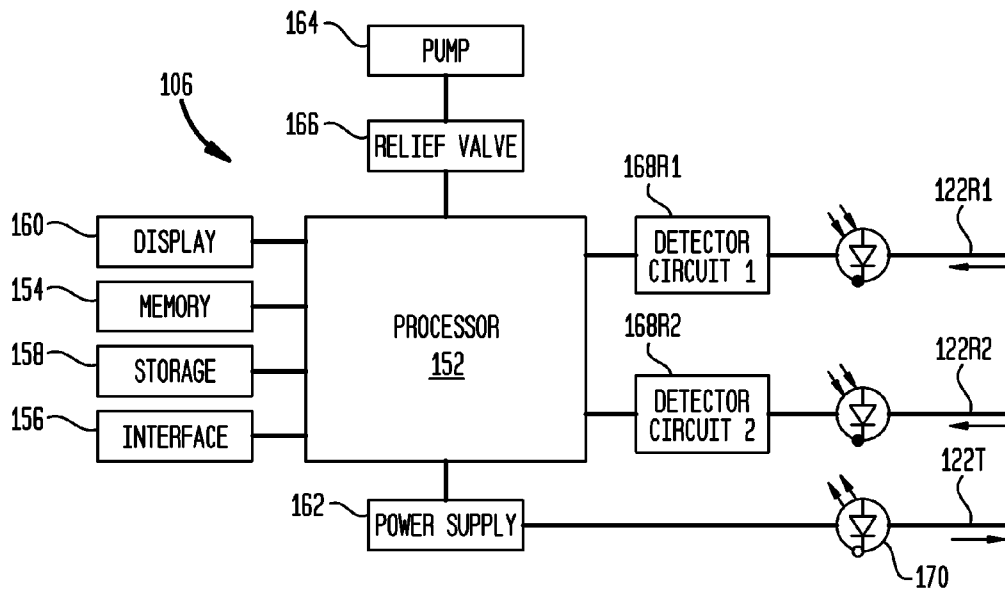 164
PUMP
106
166
RELIEF VALVE
168R1
122R1
160
DISPLAY
DETECTOR
CIRCUIT 1
154
MEMORY
PROCESSOR
152
168R2
122R2
158
STORAGE
DETECTOR
CIRCUIT 2
156
INTERFACE
122T
162
POWER SUPPLY
170